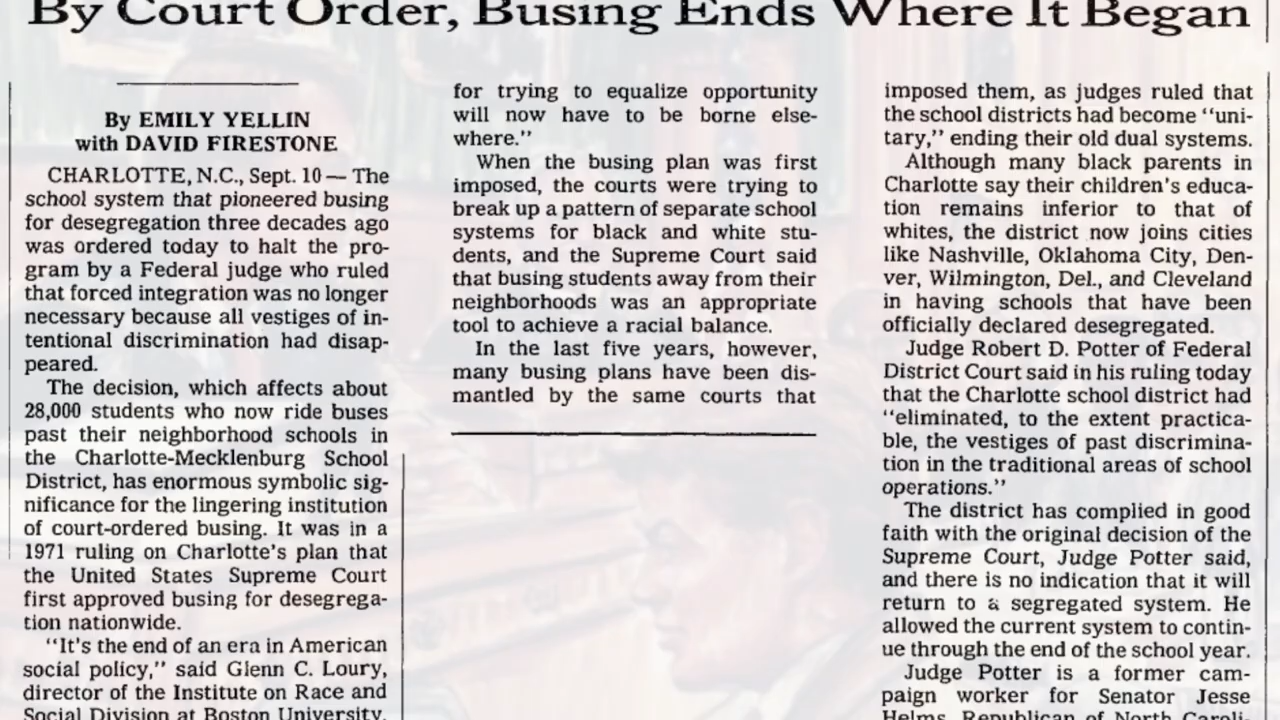 By Court Order, Busing Ends Where It Began
By EMILY YELLIN
with DAVID FIRESTONE
CHARLOTTE, N.C., Sept. 10 — The
school system that pioneered busing
for desegregation three decades ago
was ordered today to halt the pro-
gram by a Federal judge who ruled
that forced integration was no longer
necessary because all vestiges of in-
tentional discrimination had disap-
peared.
The decision, which affects about
28,000 students who now ride buses
past their neighborhood schools in
the Charlotte-Mecklenburg School
District, has enormous symbolic sig-
nificance for the lingering institution
of court-ordered busing. It was in a
1971 ruling on Charlotte's plan that
the United States Supreme Court
first approved busing for desegrega-
tion nationwide.
"It's the end of an era in American
social policy," said Glenn C. Loury,
director of the Institute on Race and
Social Division at Boston University.
for trying to equalize opportunity
will now have to be borne else-
where."
When the busing plan was first
imposed, the courts were trying to
break up a pattern of separate school
systems for black and white stu-
dents, and the Supreme Court said
that busing students away from their
neighborhoods was an appropriate
tool to achieve a racial balance.
In the last five years, however,
many busing plans have been dis-
mantled by the same courts that
imposed them, as judges ruled that
the school districts had become "uni-
tary," ending their old dual systems.
Although many black parents in
Charlotte say their children's educa-
tion remains inferior to that of
whites, the district now joins cities
like Nashville, Oklahoma City, Den-
ver, Wilmington, Del., and Cleveland
in having schools that have been
officially declared desegregated.
Judge Robert D. Potter of Federal
District Court said in his ruling today
that the Charlotte school district had
"eliminated, to the extent practica-
ble, the vestiges of past discrimina-
tion in the traditional areas of school
operations."
The district has complied in good
faith with the original decision of the
Supreme Court, Judge Potter said,
and there is no indication that it will
return to a segregated system. He
allowed the current system to contin-
ue through the end of the school year.
Judge Potter is a former cam-
paign worker for Senator Jesse
Helms, Republican of North Caroli-